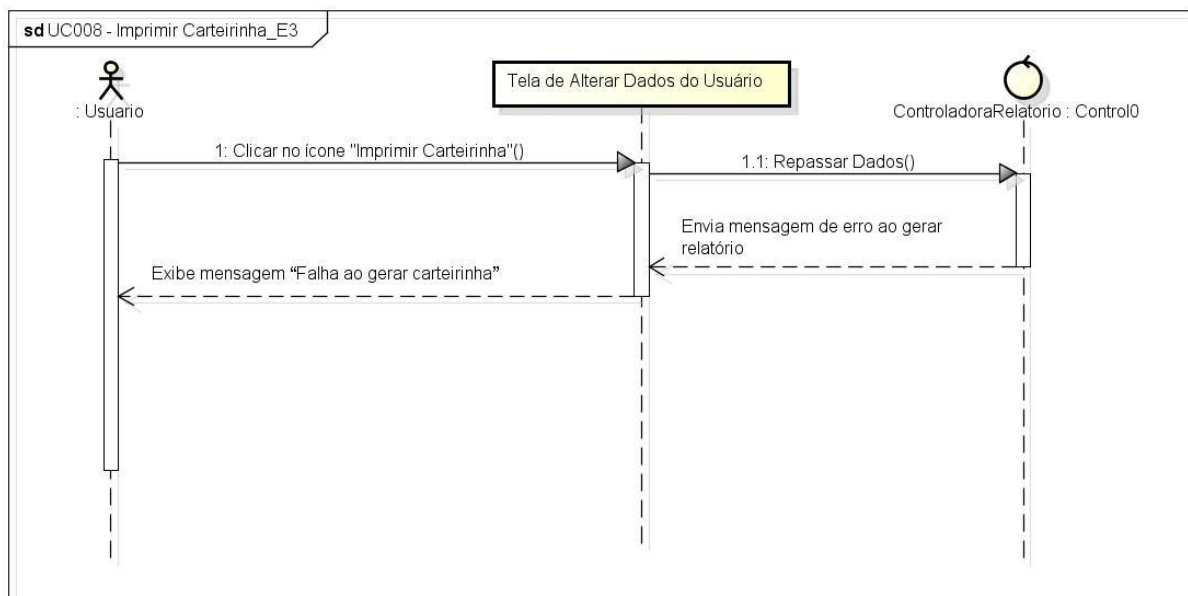 sd UC008 - Imprimir Carteirinha_E3
: Usuario
Tela de Alterar Dados do Usuário
ControladoraRelatorio : Control0
1: Clicar no ícone "Imprimir Carteirinha"()
1.1: Repassar Dados()
Envia mensagem de erro ao gerar
relatório
Exibe mensagem “Falha ao gerar carteirinha”